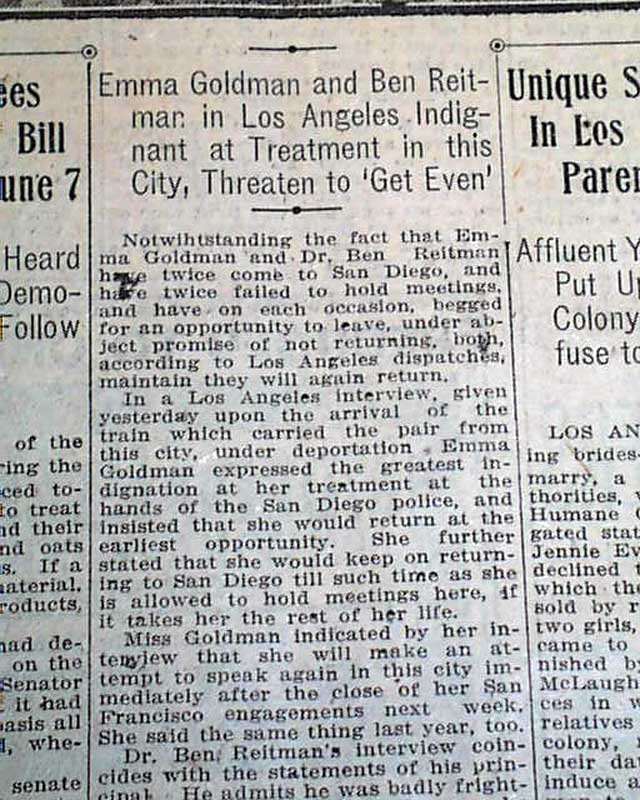 ees
Bill
une 7
Heard
Demo-
Follow
of the
ring the
ced to-
to treat
nd their
nd oats
s. If a
material.
roducts,
had de-
on the
Senator
it had
basis all
d, whe-
senate
Emma Goldman and Ben Reit-
man in Los Angeles Indig-
nant at Treatment in this
City, Threaten to 'Get Even'
Notwihtstanding the fact that Em-
ma Goldman and Dr. Ben Reitman
have twice come to San Diego, and
have twice failed to hold meetings,
and have on each occasion, begged
for an opportunity to leave, under ab-
ject promise of not returning, both,
according to Los Angeles dispatches,
maintain they will again return.
In a Los Angeles interview, given
yesterday upon the arrival of the
train which carried the pair from
this city, under deportation Emma
Goldman expressed the greatest in-
dignation at her treatment at the
hands of the San Diego police, and
insisted that she would return at the
earliest opportunity. She further
stated that she would keep on return-
ing to San Diego till such time as she
is allowed to hold meetings here, if
it takes her the rest of her life.
Miss Goldman indicated by her in-
terview that she will make an at-
tempt to speak again in this city im-
mediately after the close of her San
Francisco engagements next week.
She said the same thing last year, too.
Dr. Ben Reitman's interview coin-
cides with the statements of his prin-
cipal. He admits he was badly fright-
Unique S
In Los
Paren
Affluent Y
Put Up
Colony
fuse to
LOS AN
ing brides-
marry, a
thorities,
Humane
gated stat
Jennie Ev
declined t
which the
sold by r
two girls,
came to
nished b
McLaugh
ces in w
relatives
colony, r
their da
induce a